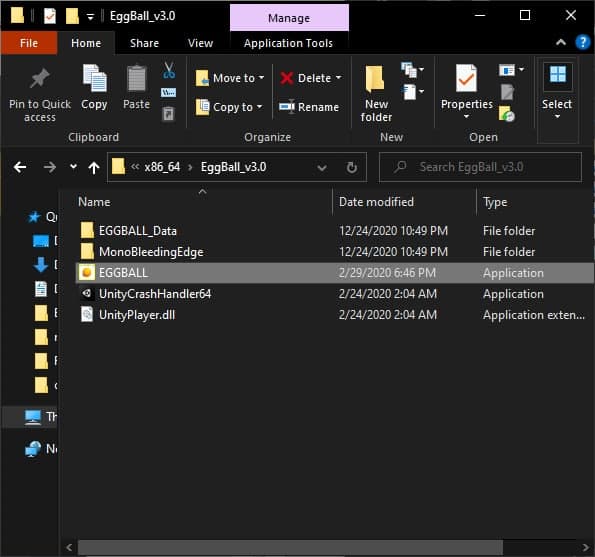 EggBall_v3.0
Manage
File
Home
Share
View
Application Tools
Pin to Quick access
Copy
Paste
Clipboard
Move to
Copy to
Delete
Rename
Organize
New folder
New
Properties
Open
Select
x86_64
EggBall_v3.0
Search EggBall_v3.0
Name
Date modified
Type
EGGBALL_Data 12/24/2020 10:49 PM File folder
MonoBleedingEdge 12/24/2020 10:49 PM File folder
EGGBALL 2/29/2020 6:46 PM Application
UnityCrashHandler64 2/24/2020 2:04 AM Application
UnityPlayer.dll 2/24/2020 2:04 AM Application exten...